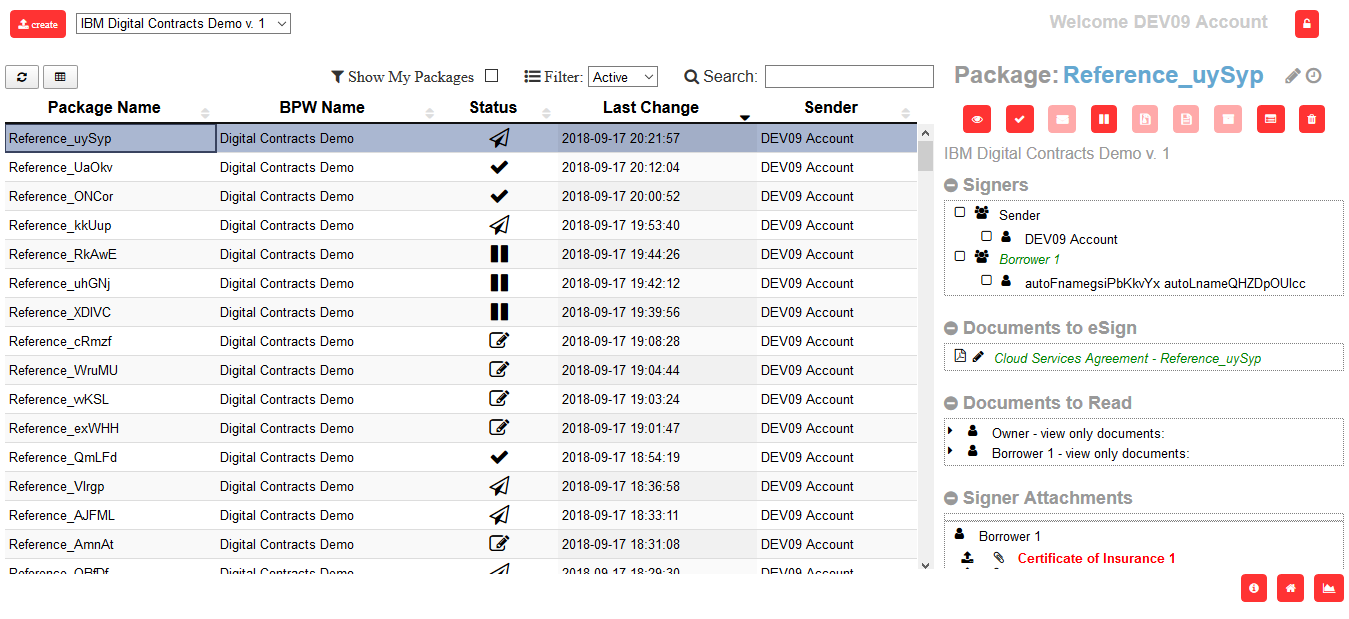 create
IBM Digital Contracts Demo v. 1
Welcome DEV09 Account
Show My Packages
Filter: Active
Search:
Package Name BPW Name Status Last Change Sender
Reference_uySyp Digital Contracts Demo 2018-09-17 20:21:57 DEV09 Account
Reference_UaOkv Digital Contracts Demo 2018-09-17 20:12:04 DEV09 Account
Reference_ONCor Digital Contracts Demo 2018-09-17 20:00:52 DEV09 Account
Reference_kkUup Digital Contracts Demo 2018-09-17 19:53:40 DEV09 Account
Reference_RkAwE Digital Contracts Demo 2018-09-17 19:44:26 DEV09 Account
Reference_uhGNj Digital Contracts Demo 2018-09-17 19:42:12 DEV09 Account
Reference_XDIVC Digital Contracts Demo 2018-09-17 19:39:56 DEV09 Account
Reference_cRmzf Digital Contracts Demo 2018-09-17 19:08:28 DEV09 Account
Reference_WruMU Digital Contracts Demo 2018-09-17 19:04:44 DEV09 Account
Reference_wKSL Digital Contracts Demo 2018-09-17 19:03:24 DEV09 Account
Reference_exWHH Digital Contracts Demo 2018-09-17 19:01:47 DEV09 Account
Reference_QmLFd Digital Contracts Demo 2018-09-17 18:54:19 DEV09 Account
Reference_VIrgp Digital Contracts Demo 2018-09-17 18:36:58 DEV09 Account
Reference_AJFML Digital Contracts Demo 2018-09-17 18:33:11 DEV09 Account
Reference_AmnAt Digital Contracts Demo 2018-09-17 18:31:08 DEV09 Account
Digital Contracts Demo 2018-09-17 18:29:30 DEV09 Account
Package: Reference_uySyp
IBM Digital Contracts Demo v. 1
Signers
Sender
DEV09 Account
Borrower 1
autoFnamegsiPbKkvYx autoLnameQHZDpOUlcc
Documents to eSign
Cloud Services Agreement - Reference_uySyp
Documents to Read
Owner - view only documents:
Borrower 1 - view only documents:
Signer Attachments
Borrower 1
Certificate of Insurance 1